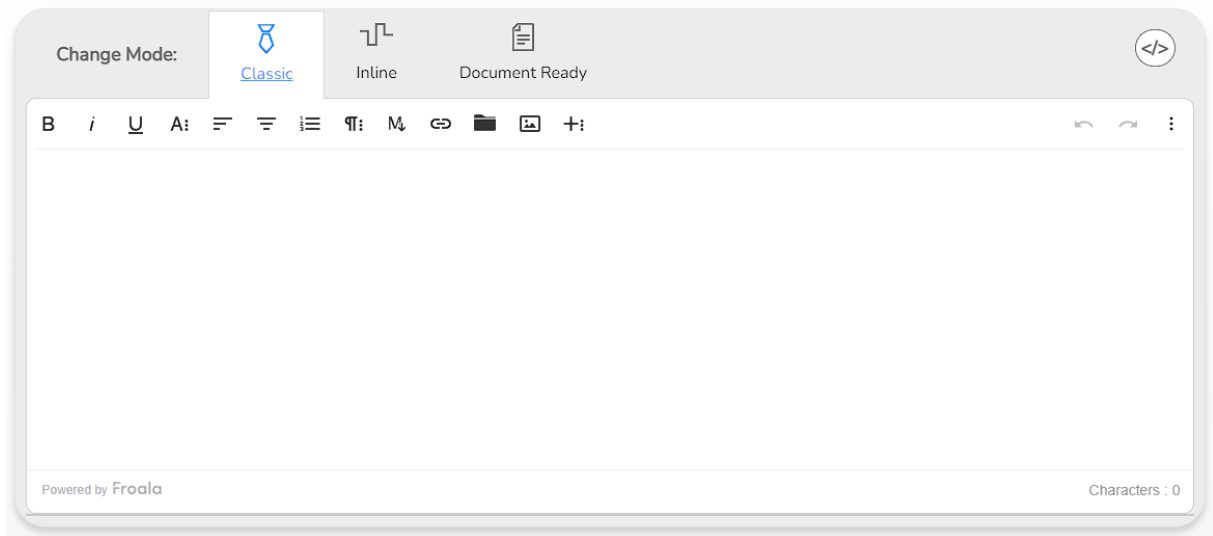 Change Mode:
Classic
Inline
Document Ready
</>
B i U A M
Powered by Froala
Characters : 0